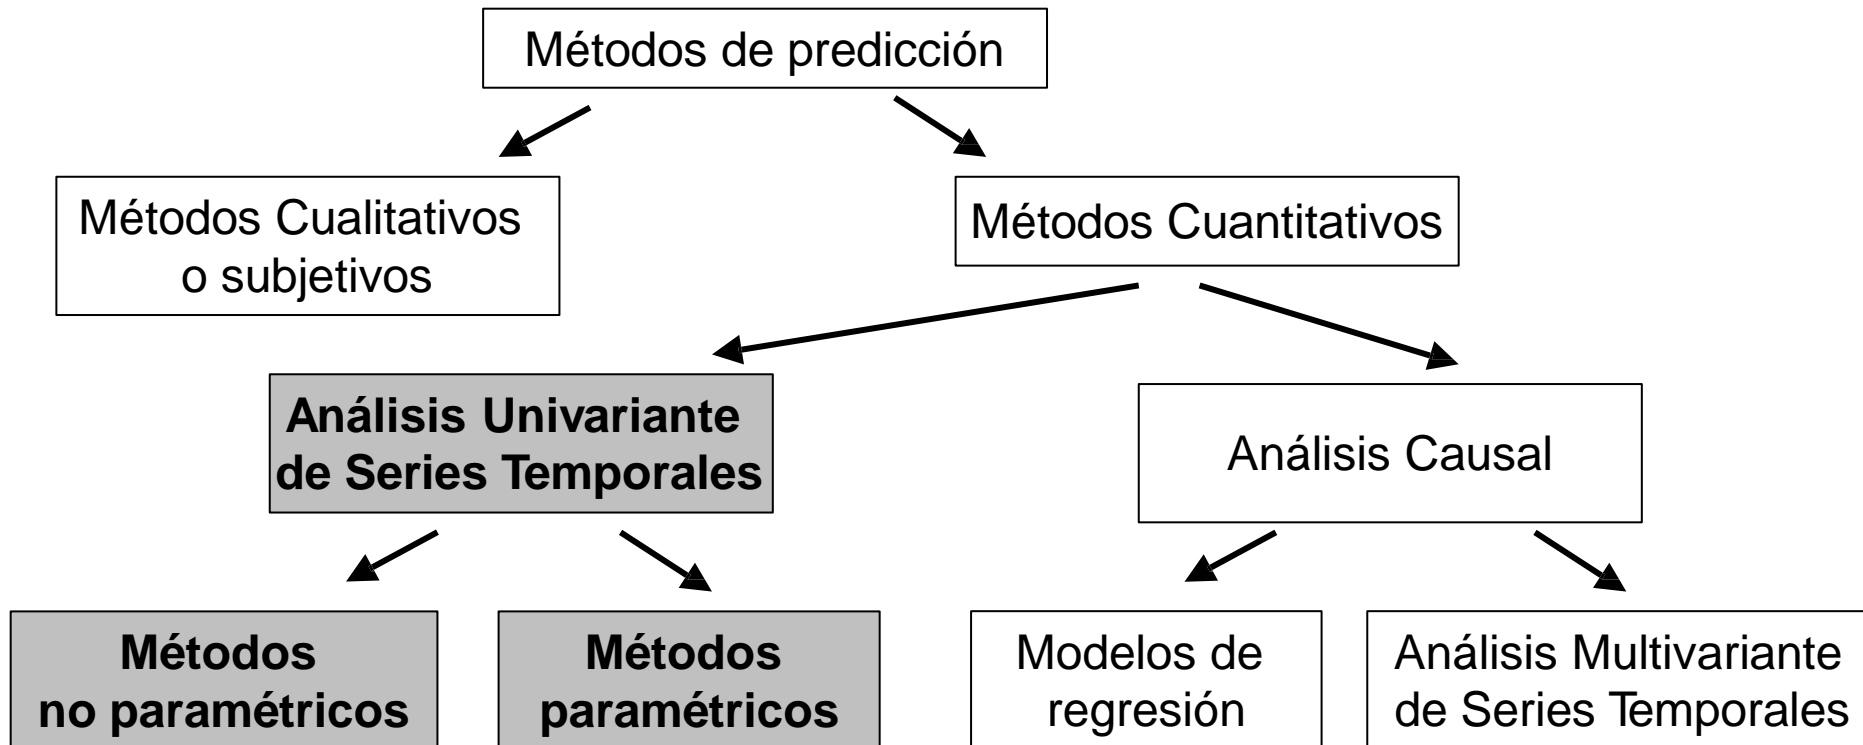 Métodos de predicción
Métodos Cualitativos
o subjetivos
Métodos Cuantitativos
Análisis Univariante
de Series Temporales
Análisis Causal
Métodos
no paramétricos
Métodos
paramétricos
Modelos de
regresión
Análisis Multivariante
de Series Temporales